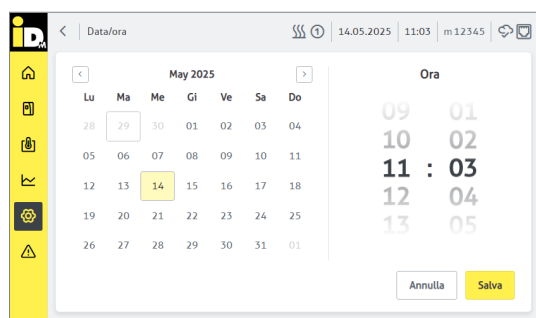 iDM
Data/ora
1
14.05.2025
11:03
m12345
May 2025
Lu Ma Me Gi Ve Sa Do
28 29 30 01 02 03 04
05 06 07 08 09 10 11
12 13 14 15 16 17 18
19 20 21 22 23 24 25
26 27 28 29 30 31 01
Ora
09 01
10 02
11 : 03
12 04
13 05
Annulla
Salva